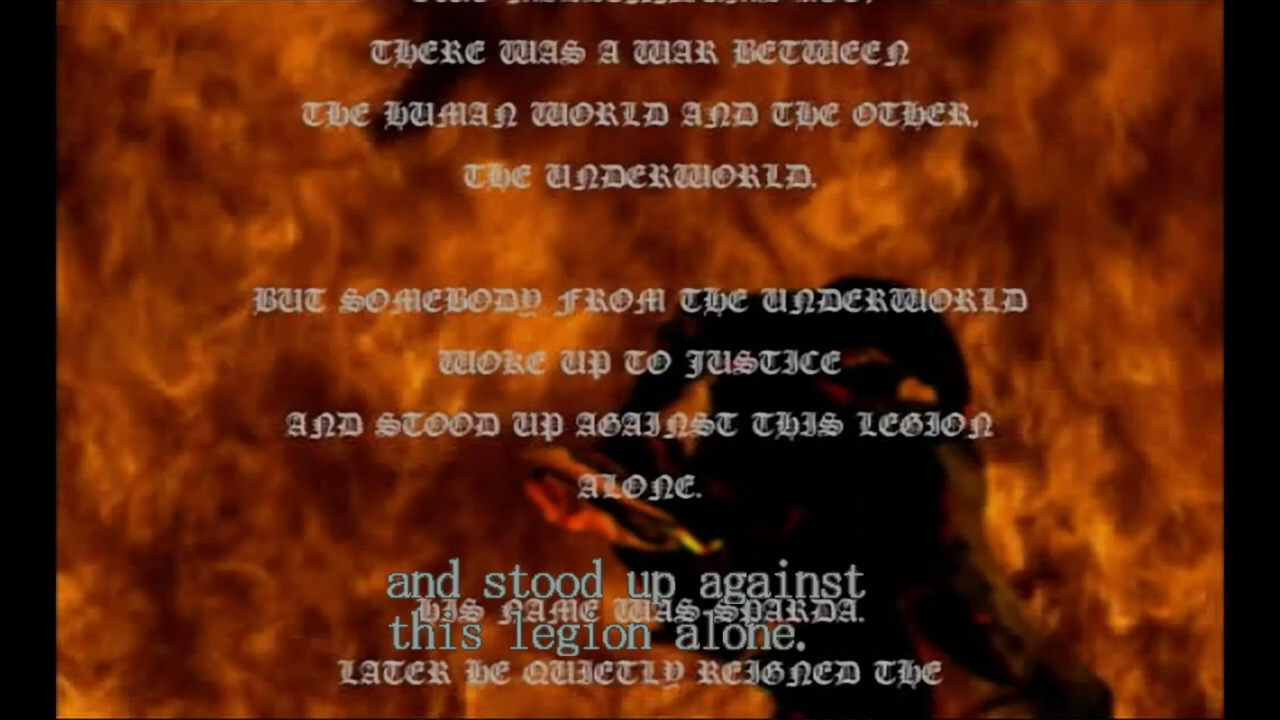 THERE WAS A WAR BETWEEN
THE HUMAN WORLD AND THE OTHER,
THE UNDERWORLD.
BUT SOMEBODY FROM THE UNDERWORLD
WOKE UP TO JUSTICE
AND STOOD UP AGAINST THIS LEGION
ALONE.
and stood up against
HIS NAME WAS SPARDA.
this legion alone.
LATER HE QUIETLY REIGNED THE